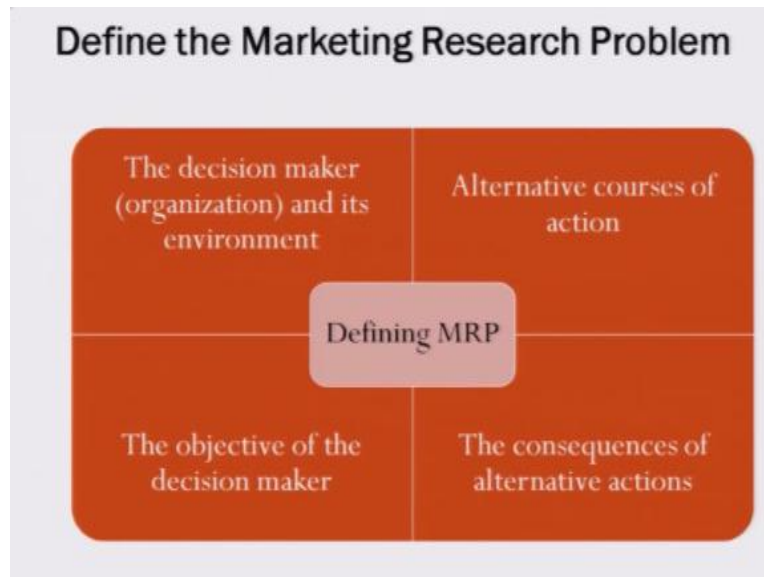 Define the Marketing Research Problem
The decision maker
(organization) and its
environment
Alternative courses of
action
Defining MRP
The objective of the
decision maker
The consequences of
alternative actions